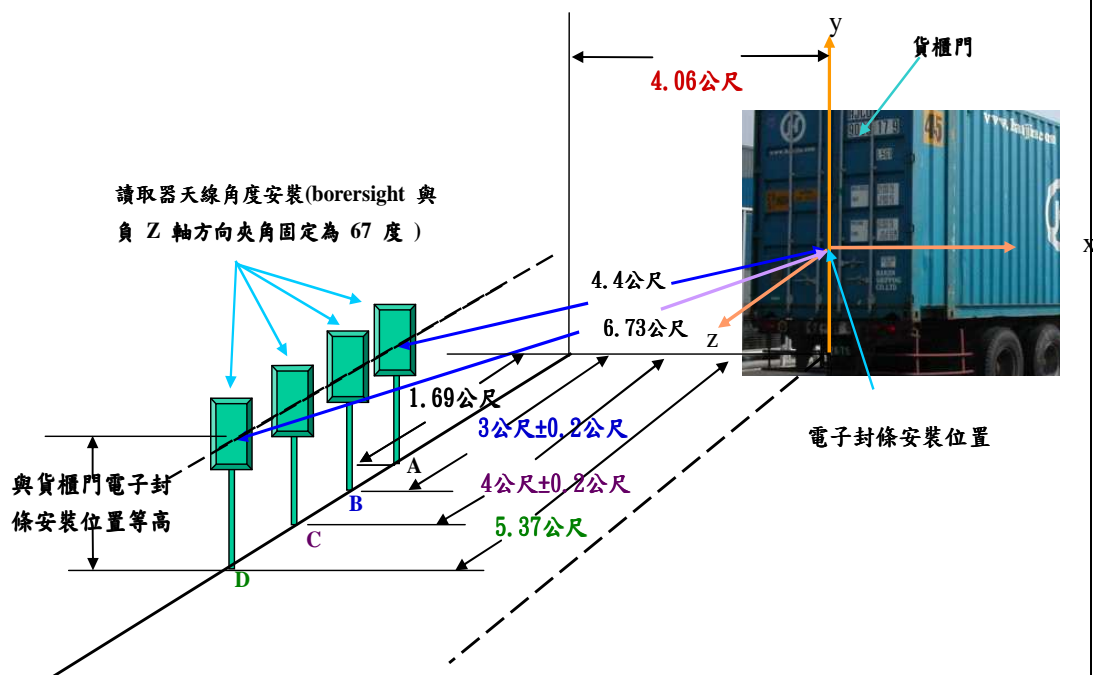 y
貨櫃門
4.06公尺
www.hanjin.com
45
讀取器天線角度安裝(borersight 與
負 Z 軸方向夾角固定為 67 度 )
x
4.4公尺
6.73公尺
z
1.69公尺
3公尺±0.2公尺
電子封條安裝位置
A
4公尺±0.2公尺
與貨櫃門電子封
條安裝位置等高
B
5.37公尺
C
D